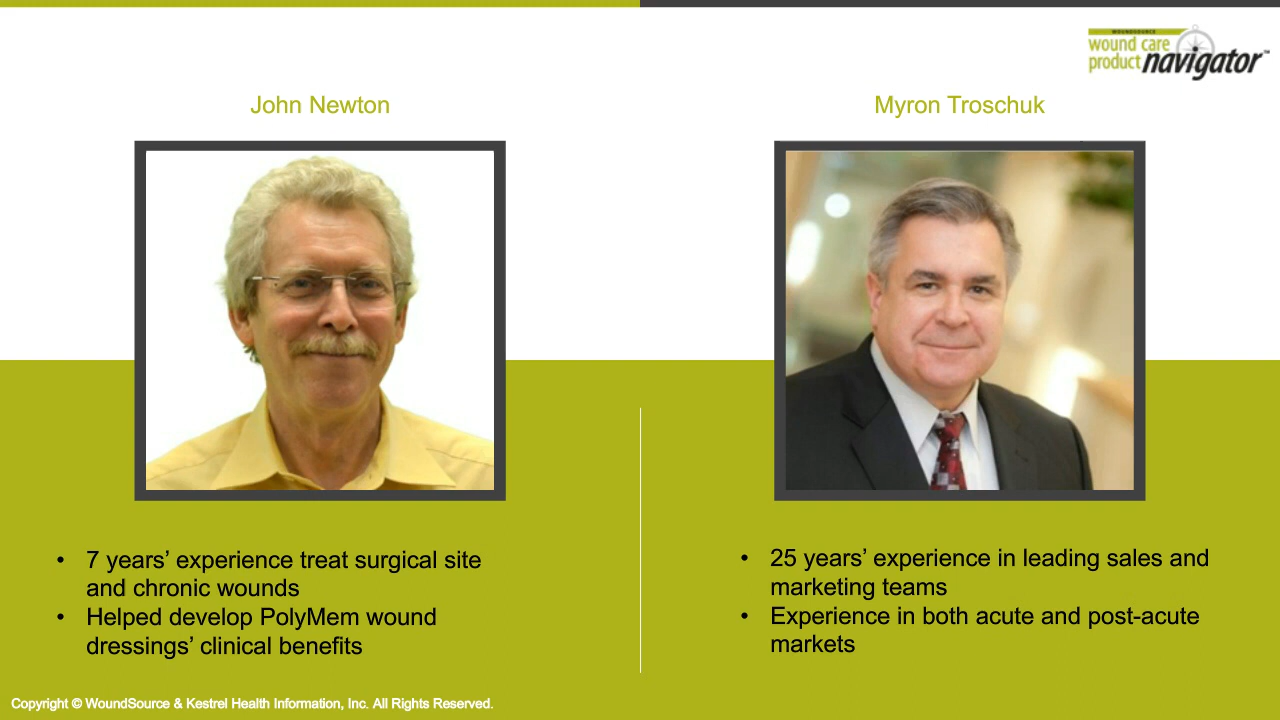 WOUNDSOURCE
wound care
product navigator™
John Newton
Myron Troschuk
• 7 years’ experience treat surgical site
and chronic wounds
• Helped develop PolyMem wound
dressings’ clinical benefits
• 25 years’ experience in leading sales and
marketing teams
• Experience in both acute and post-acute
markets
Copyright © WoundSource & Kestrel Health Information, Inc. All Rights Reserved.